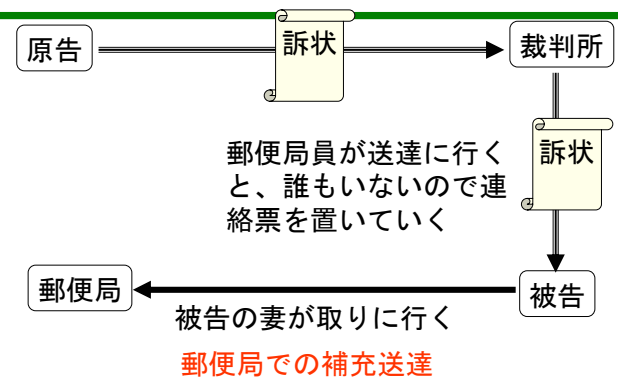 原告
訴状
裁判所
郵便局員が送達に行く
と、誰もいないので連
絡票を置いていく
訴状
郵便局
被告
被告の妻が取りに行く
郵便局での補充送達